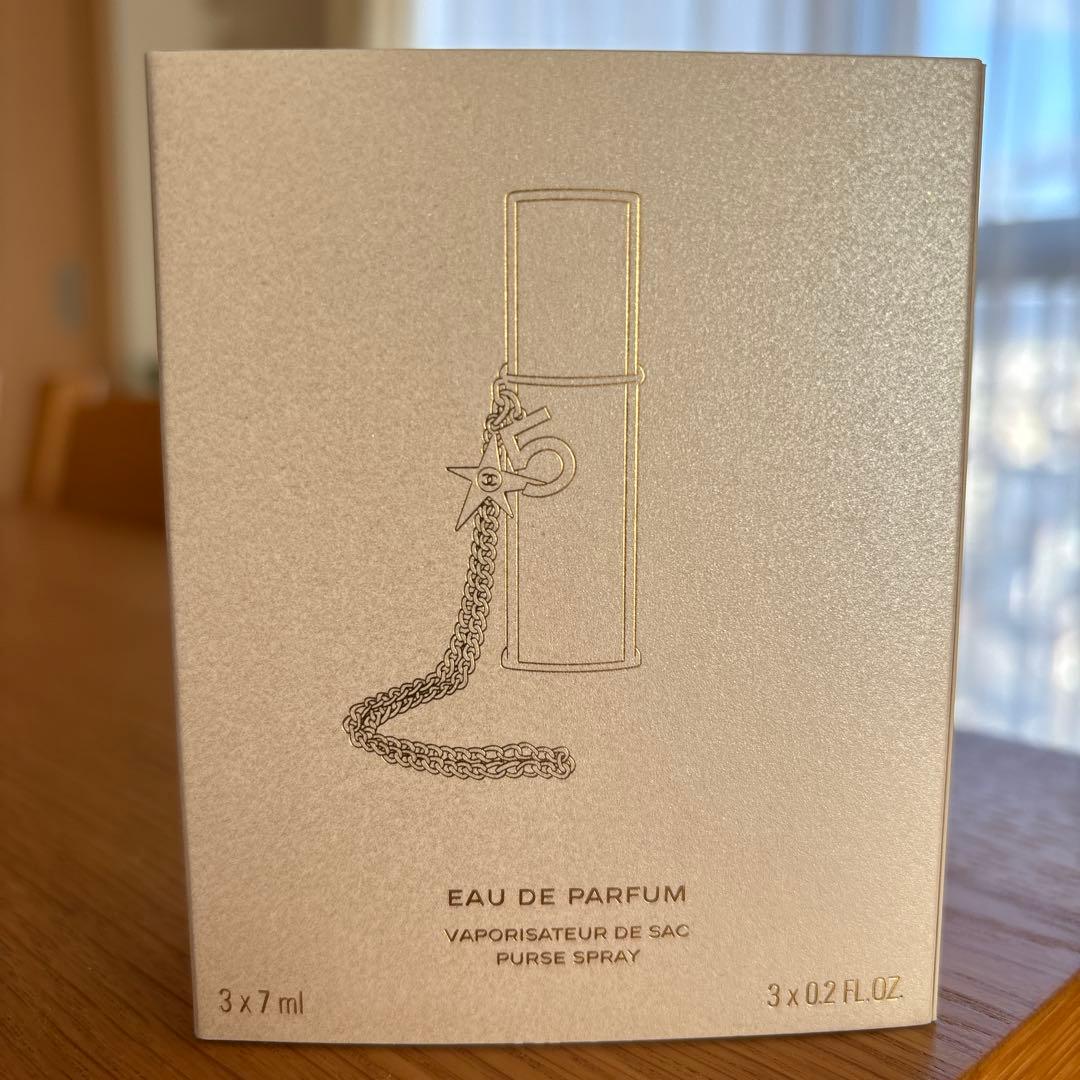 5
EAU DE PARFUM
VAPORISATEUR DE SAC
PURSE SPRAY
3 x 7 ml
3 x 0.2 FL.OZ.